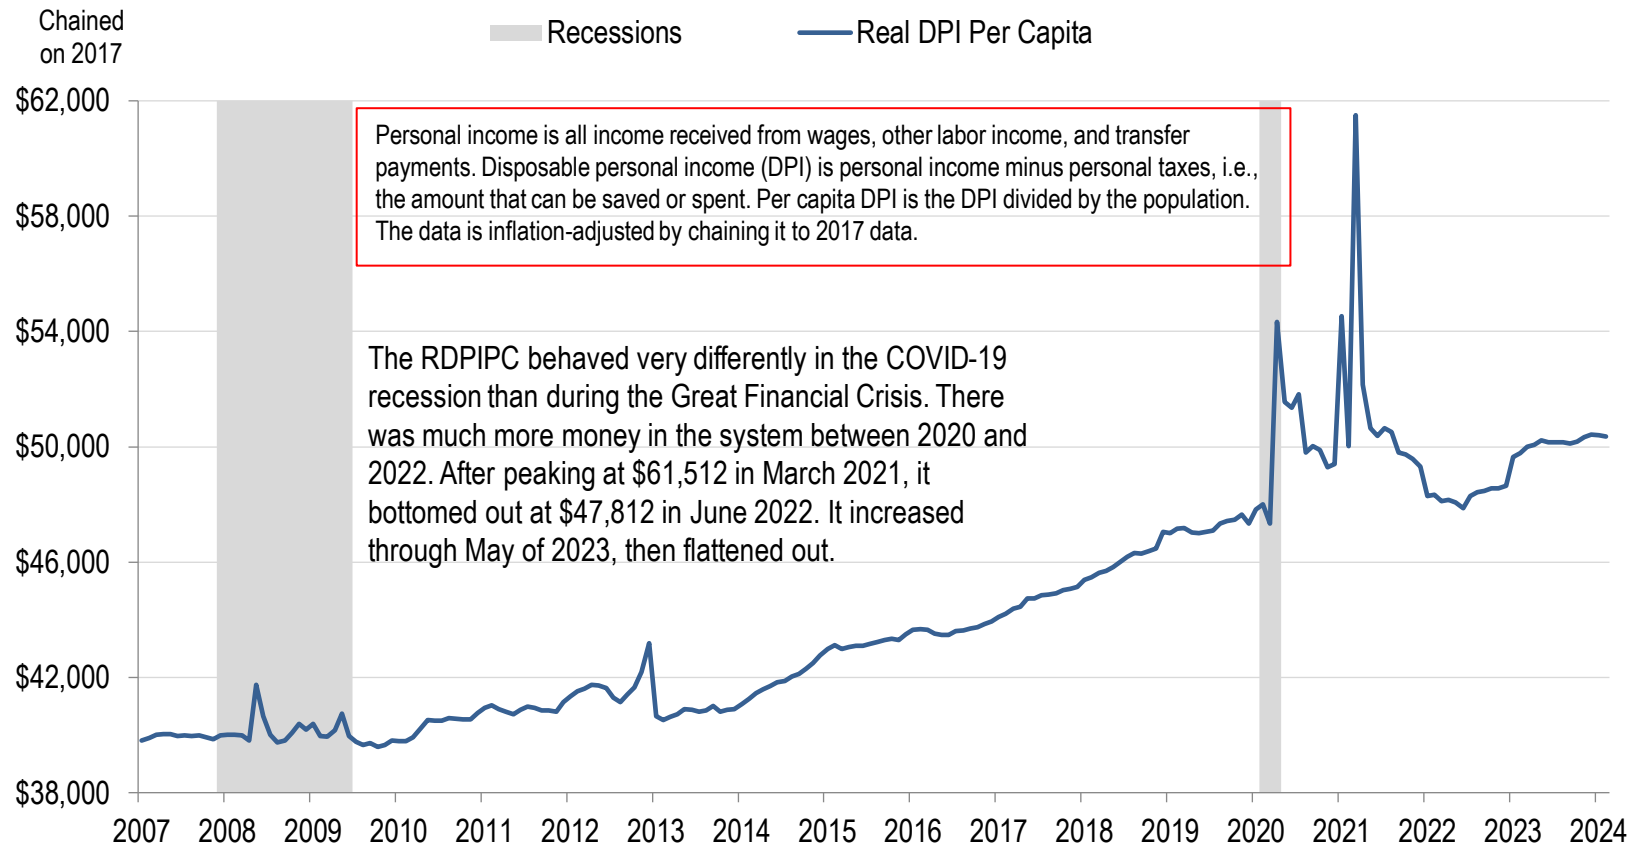 Chained
on 2017
Recessions
Real DPI Per Capita
$62,000
$58,000
$54,000
$50,000
$46,000
$42,000
$38,000
Personal income is all income received from wages, other labor income, and transfer
payments. Disposable personal income (DPI) is personal income minus personal taxes, i.e.,
the amount that can be saved or spent. Per capita DPI is the DPI divided by the population.
The data is inflation-adjusted by chaining it to 2017 data.
The RDPIPC behaved very differently in the COVID-19
recession than during the Great Financial Crisis. There
was much more money in the system between 2020 and
2022. After peaking at $61,512 in March 2021, it
bottomed out at $47,812 in June 2022. It increased
through May of 2023, then flattened out.
2007 2008 2009 2010 2011 2012 2013 2014 2015 2016 2017 2018 2019 2020 2021 2022 2023 2024